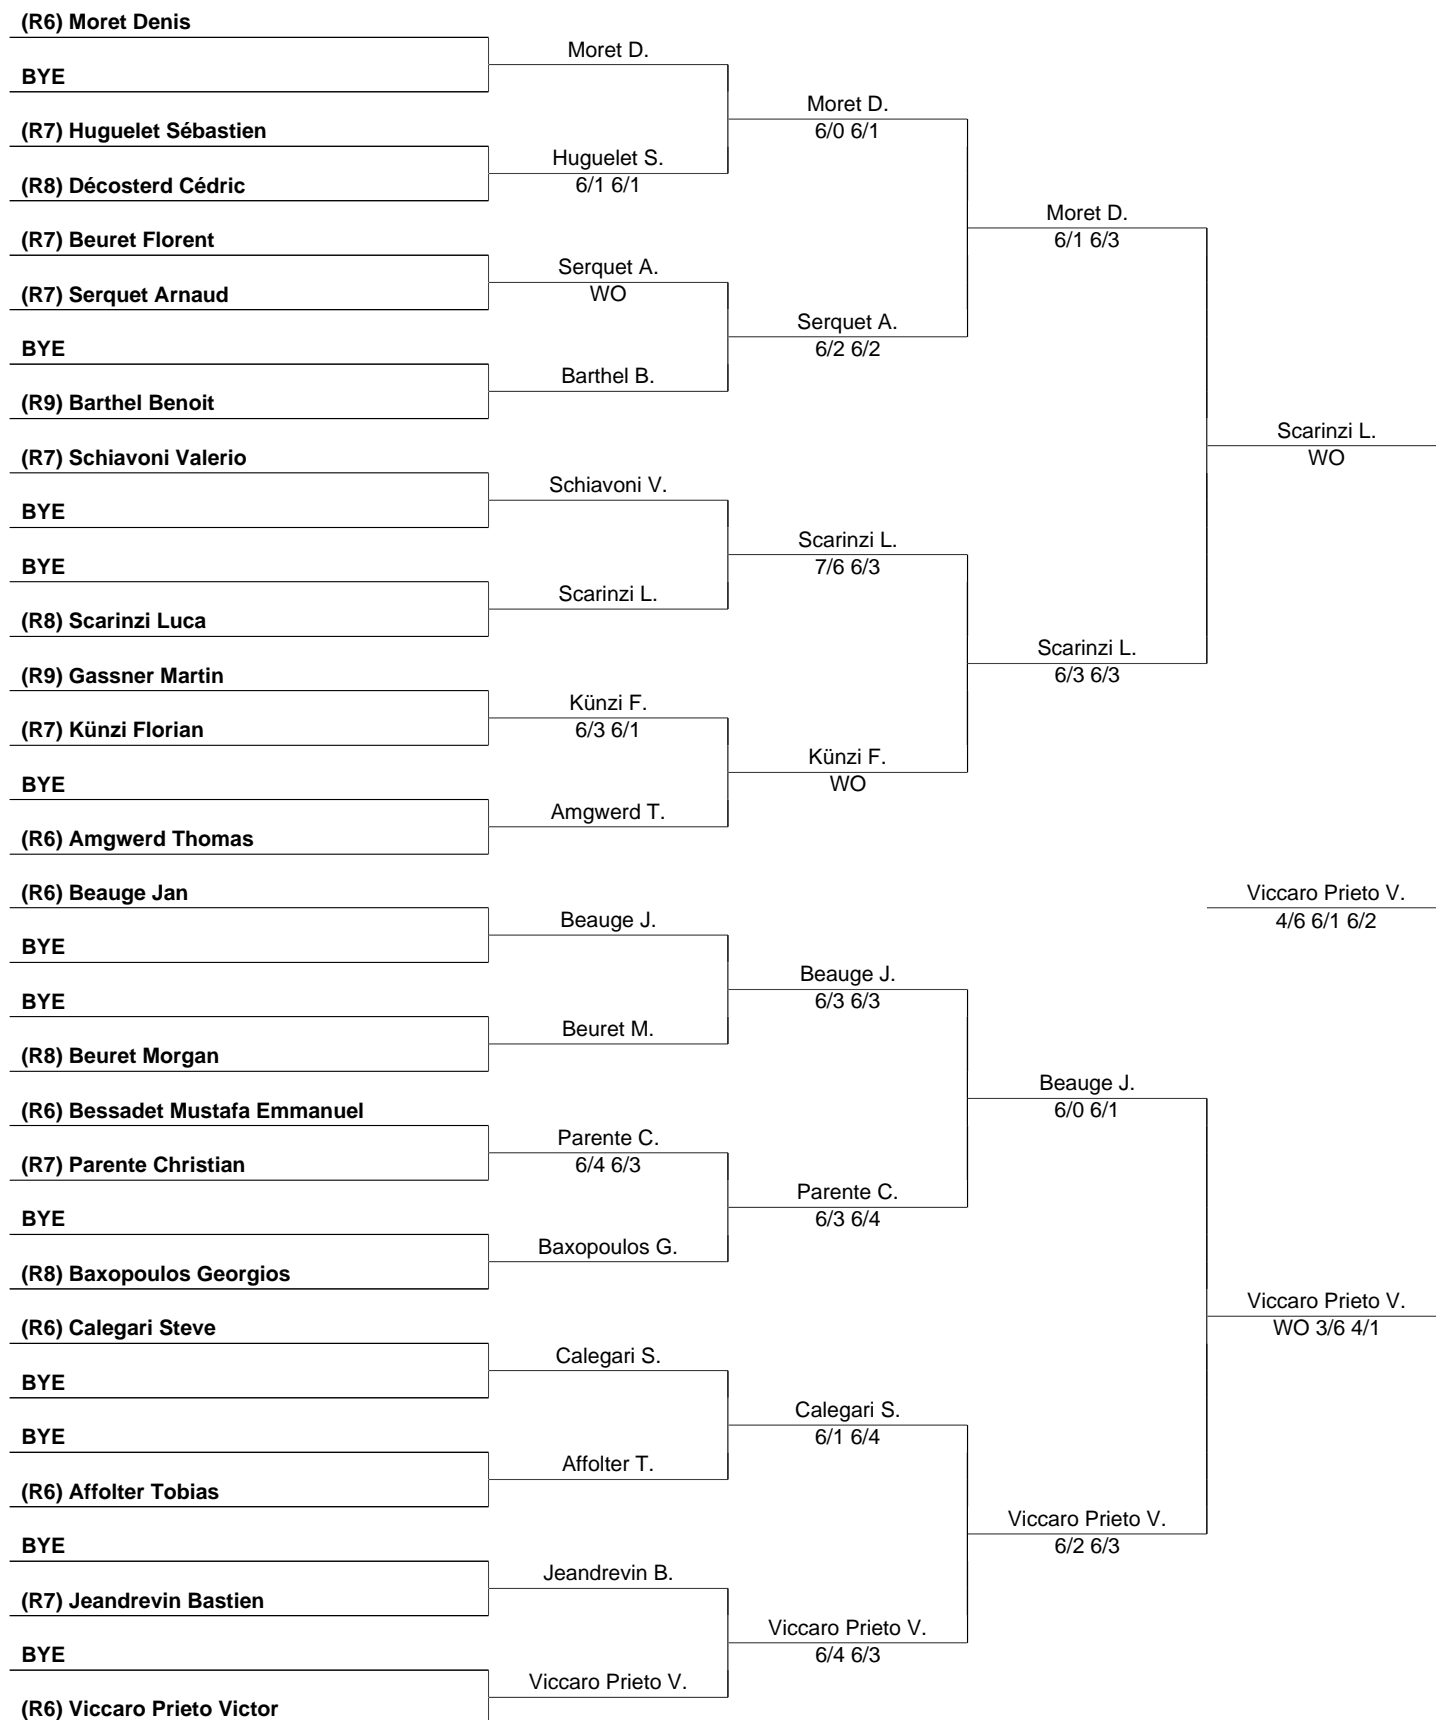 (R6) Moret Denis
BYE
(R7) Huguelet Sébastien
(R8) Décosterd Cédric
(R7) Beuret Florent
(R7) Serquet Arnaud
BYE
(R9) Barthel Benoit
(R7) Schiavoni Valerio
BYE
BYE
(R8) Scarinzi Luca
(R9) Gassner Martin
(R7) Künzi Florian
BYE
(R6) Amgwerd Thomas
(R6) Beauge Jan
BYE
BYE
(R8) Beuret Morgan
(R6) Bessadet Mustafa Emmanuel
(R7) Parente Christian
BYE
(R8) Baxopoulos Georgios
(R6) Calegari Steve
BYE
BYE
(R6) Affolter Tobias
BYE
(R7) Jeandrevin Bastien
BYE
(R6) Viccaro Prieto Victor
Moret D.
Huguelet S.
6/1 6/1
Serquet A.
WO
Barthel B.
Schiavoni V.
Scarinzi L.
Künzi F.
6/3 6/1
Amgwerd T.
Beauge J.
Beuret M.
Parente C.
6/4 6/3
Baxopoulos G.
Calegari S.
Affolter T.
Jeandrevin B.
Viccaro Prieto V.
Moret D.
6/0 6/1
Serquet A.
6/2 6/2
Scarinzi L.
7/6 6/3
Künzi F.
WO
Beauge J.
6/3 6/3
Parente C.
6/3 6/4
Calegari S.
6/1 6/4
Viccaro Prieto V.
6/4 6/3
Moret D.
6/1 6/3
Scarinzi L.
6/3 6/3
Beauge J.
6/0 6/1
Viccaro Prieto V.
6/2 6/3
Scarinzi L.
WO
Viccaro Prieto V.
4/6 6/1 6/2
Viccaro Prieto V.
WO 3/6 4/1